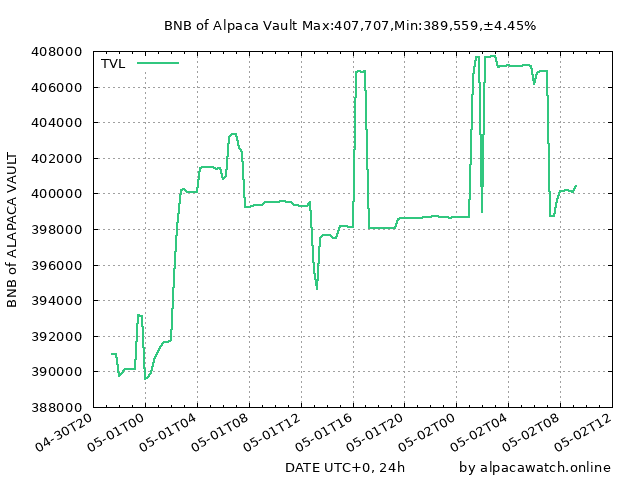 BNB of Alpaca Vault Max:407,707,Min:389,559,±4.45%
TVL
BNB of ALAPACA VAULT
408000
406000
404000
402000
400000
398000
396000
394000
392000
390000
388000
04-30T20
05-01T00
05-01T04
05-01T08
05-01T12
05-01T16
05-01T20
05-02T00
05-02T04
05-02T08
05-02T12
DATE UTC+0, 24h
by alpacawatch.online